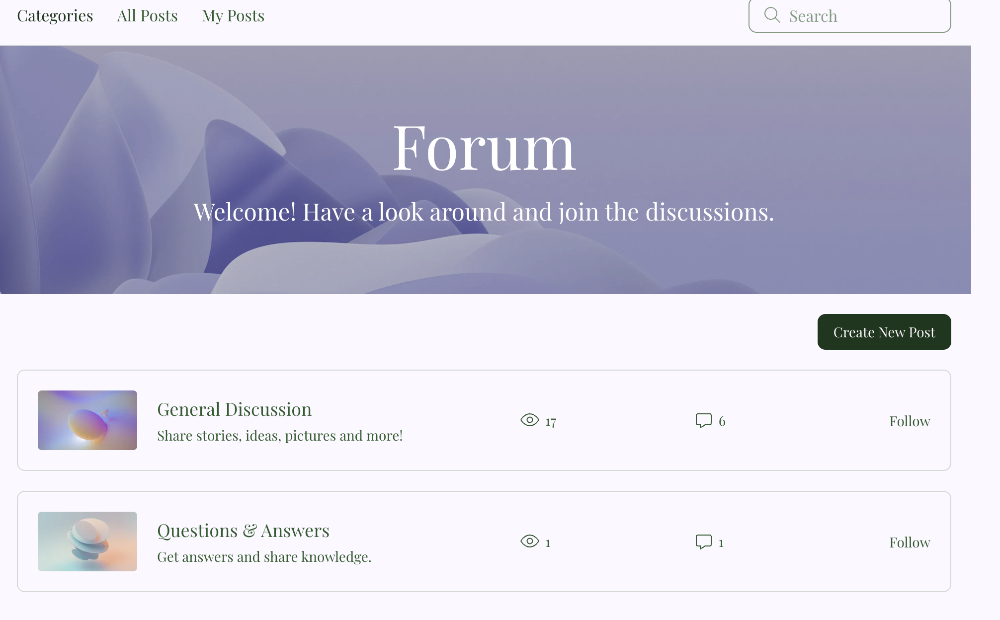 Categories All Posts My Posts Search
Forum
Welcome! Have a look around and join the discussions.
Create New Post
General Discussion
Share stories, ideas, pictures and more!
17 6 Follow
Questions & Answers
Get answers and share knowledge.
1 1 Follow